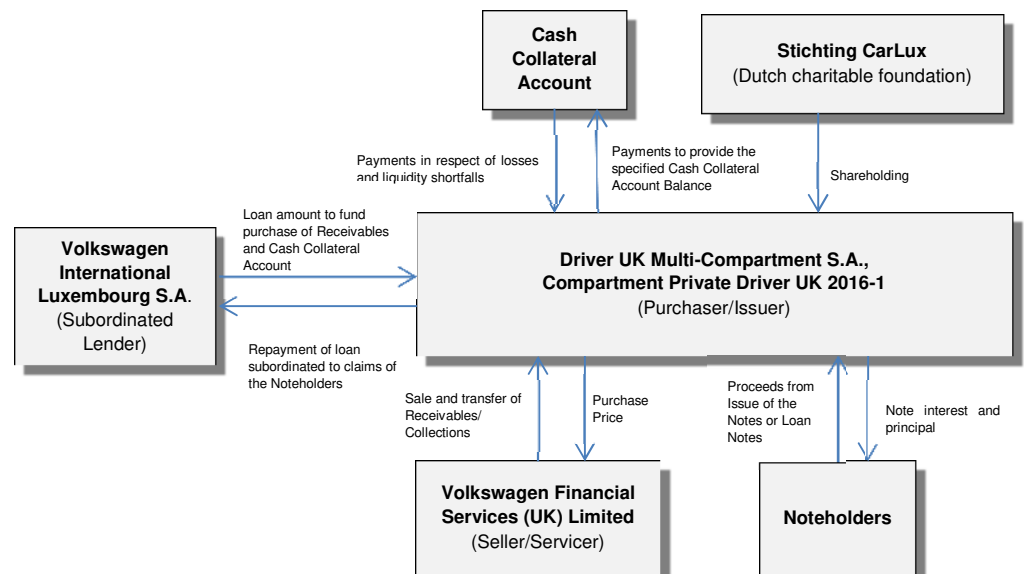 Cash
Collateral
Account
Stichting CarLux
(Dutch charitable foundation)
Payments in respect of losses
and liquidity shortfalls
Payments to provide the
specified Cash Collateral
Account Balance
Shareholding
Loan amount to fund
purchase of Receivables
and Cash Collateral
Account
Volkswagen
International
Luxembourg S.A.
(Subordinated
Lender)
Driver UK Multi-Compartment S.A.,
Compartment Private Driver UK 2016-1
(Purchaser/Issuer)
Repayment of loan
subordinated to claims of
the Noteholders
Sale and transfer of
Receivables/
Collections
Purchase
Price
Proceeds from
Issue of the
Notes or Loan
Notes
Note interest and
principal
Volkswagen Financial
Services (UK) Limited
(Seller/Servicer)
Noteholders